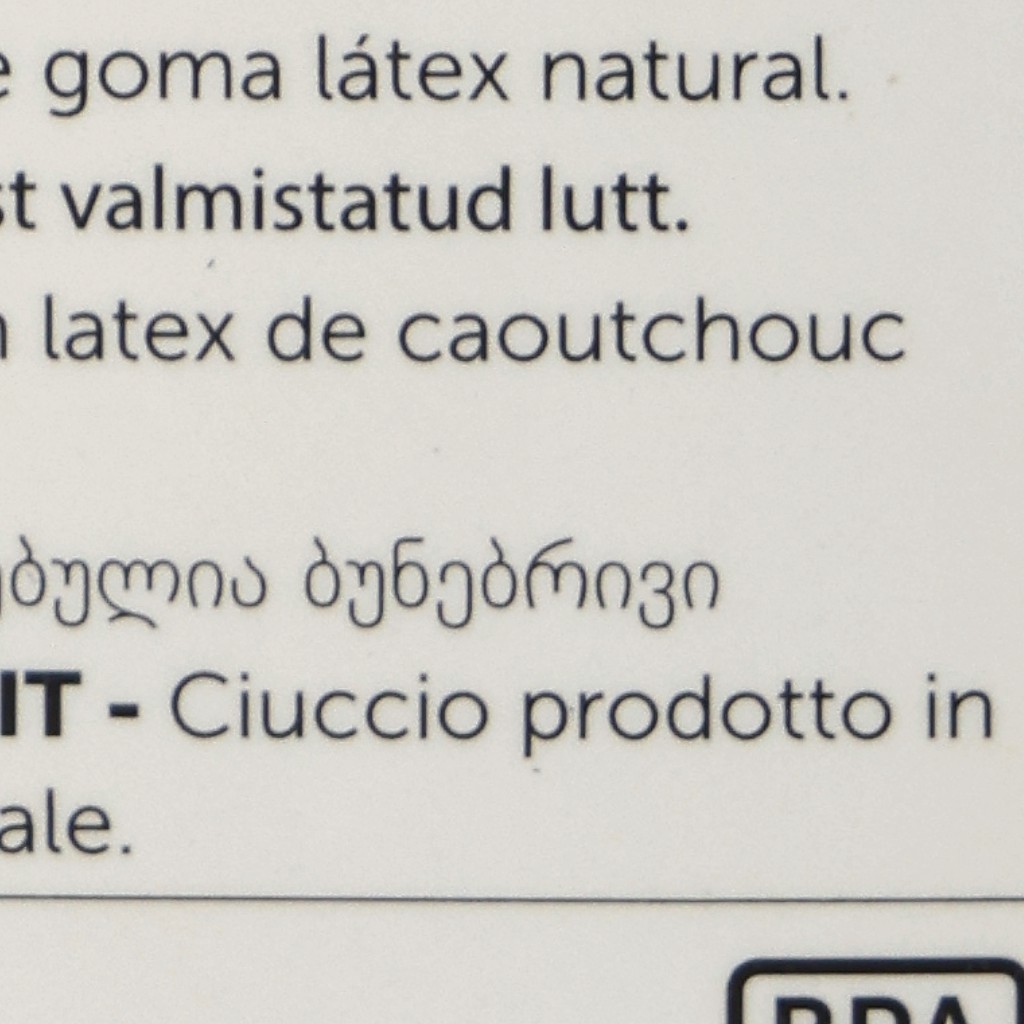 goma látex natural.
valmistatud lutt.
latex de caoutchouc
ბუნებრივი
IT - Ciuccio prodotto in
ale.